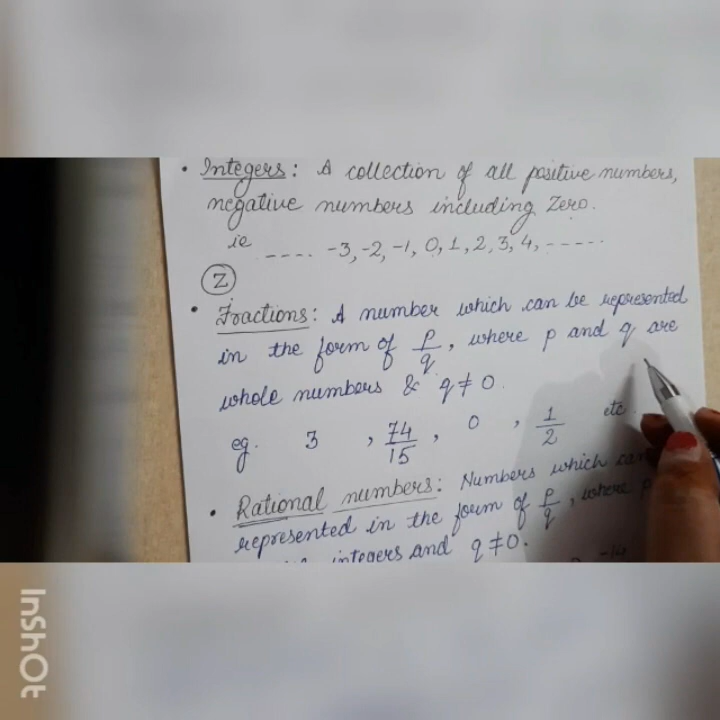 • Integers: A collection of all positive numbers,
negative numbers including Zero.
ie ---- -3, -2, -1, 0, 1, 2, 3, 4, -----.
Z
• Fractions: A number which can be represented
in the form of p/q, where p and q are
whole numbers & q ≠ 0.
eg. 3, 74/15, 0, 1/2 etc
• Rational numbers: Numbers which can
represented in the form of p/q, where p
integers and q ≠ 0.
InShOt